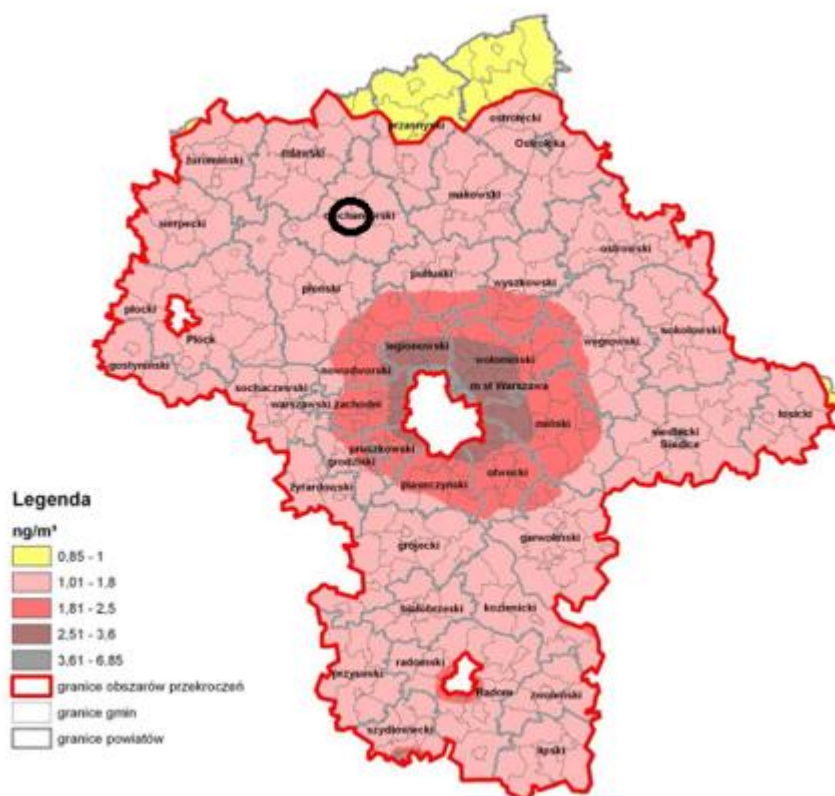 przasnyski
ostrołęcki
Ostrołęka
żuromiński
mławski
makowski
sierpecki
ostrowski
pułtuski
wyszkowski
płoński
płocki
Płock
gostyniński
węgrowski
sokołowski
legionowski
wołomiński
nowodworski
m st Warszawa
sochaczewski
warszawski zachodni
miński
łosicki
siedlecki
Siedlce
pruszkowski
grodziski
otwocki
żyrardowski
piaseczyński
garwoliński
grójecki
białobrzeski
kozienicki
radomski
przysuski
Radom
zwoleński
szydłowiecki
lipski
Legenda
ng/m³
0,85 - 1
1,01 - 1,8
1,81 - 2,5
2,51 - 3,6
3,61 - 6,85
granice obszarów przekroczeń
granice gmin
granice powiatów